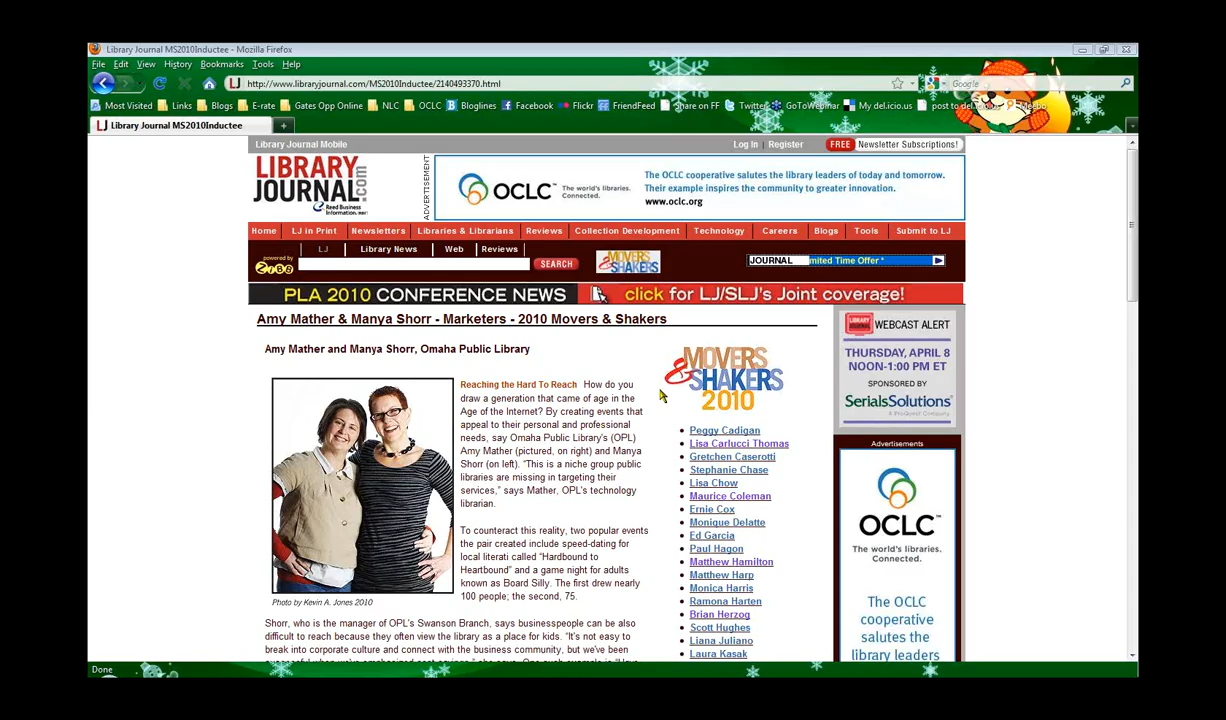 Library Journal MS2010Inductee - Mozilla Firefox
File Edit View History Bookmarks Tools Help
http://www.libraryjournal.com/MS2010Inductee/2140493370.html
Google
Most Visited Links Blogs E-rate Gates Opp Online NLC OCLC Bloglines Facebook Flickr FriendFeed Share on FF Twitter GoToWebinar My del.icio.us post to del.icio.us Meebo
LJ Library Journal MS2010Inductee
Library Journal Mobile
Log In | Register
FREE Newsletter Subscriptions!
LIBRARY
JOURNAL.com
Reed Business
Information.
ADVERTISEMENT
OCLC™
The world's libraries.
Connected.
The OCLC cooperative salutes the library leaders of today and tomorrow.
Their example inspires the community to greater innovation.
www.oclc.org
Home LJ in Print Newsletters Libraries & Librarians Reviews Collection Development Technology Careers Blogs Tools Submit to LJ
LJ Library News Web Reviews
powered by
ZIBB
SEARCH
MOVERS
& SHAKERS
JOURNAL imited Time Offer *
PLA 2010 CONFERENCE NEWS click for LJ/SLJ's Joint coverage!
Amy Mather & Manya Shorr - Marketers - 2010 Movers & Shakers
Amy Mather and Manya Shorr, Omaha Public Library
Reaching the Hard To Reach How do you
draw a generation that came of age in the
Age of the Internet? By creating events that
appeal to their personal and professional
needs, say Omaha Public Library's (OPL)
Amy Mather (pictured, on right) and Manya
Shorr (on left). "This is a niche group public
libraries are missing in targeting their
services," says Mather, OPL's technology
librarian.
To counteract this reality, two popular events
the pair created include speed-dating for
local literati called "Hardbound to
Heartbound" and a game night for adults
known as Board Silly. The first drew nearly
100 people; the second, 75.
Photo by Kevin A. Jones 2010
Shorr, who is the manager of OPL's Swanson Branch, says businesspeople can be also
difficult to reach because they often view the library as a place for kids. "It's not easy to
break into corporate culture and connect with the business community, but we've been
MOVERS
& SHAKERS
2010
Peggy Cadigan
Lisa Carlucci Thomas
Gretchen Caserotti
Stephanie Chase
Lisa Chow
Maurice Coleman
Ernie Cox
Monique Delatte
Ed Garcia
Paul Hagon
Matthew Hamilton
Matthew Harp
Monica Harris
Ramona Harten
Brian Herzog
Scott Hughes
Liana Juliano
Laura Kasak
LIBRARY
JOURNAL
WEBCAST ALERT
THURSDAY, APRIL 8
NOON-1:00 PM ET
SPONSORED BY
SerialsSolutions
A ProQuest Company
Advertisements
OCLC™
The world's libraries.
Connected.
The OCLC
cooperative
salutes the
library leaders
Done